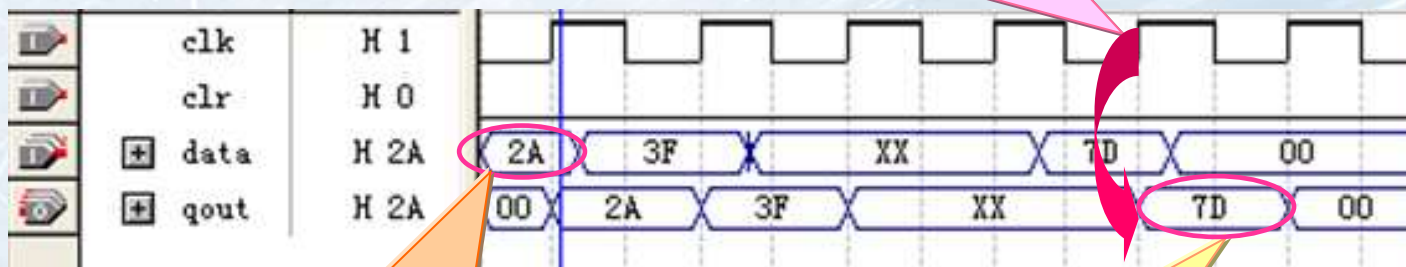 clk H 1
clr H 0
+ data H 2A 2A 3F XX 7D 00
+ qout H 2A 00 2A 3F XX 7D 00